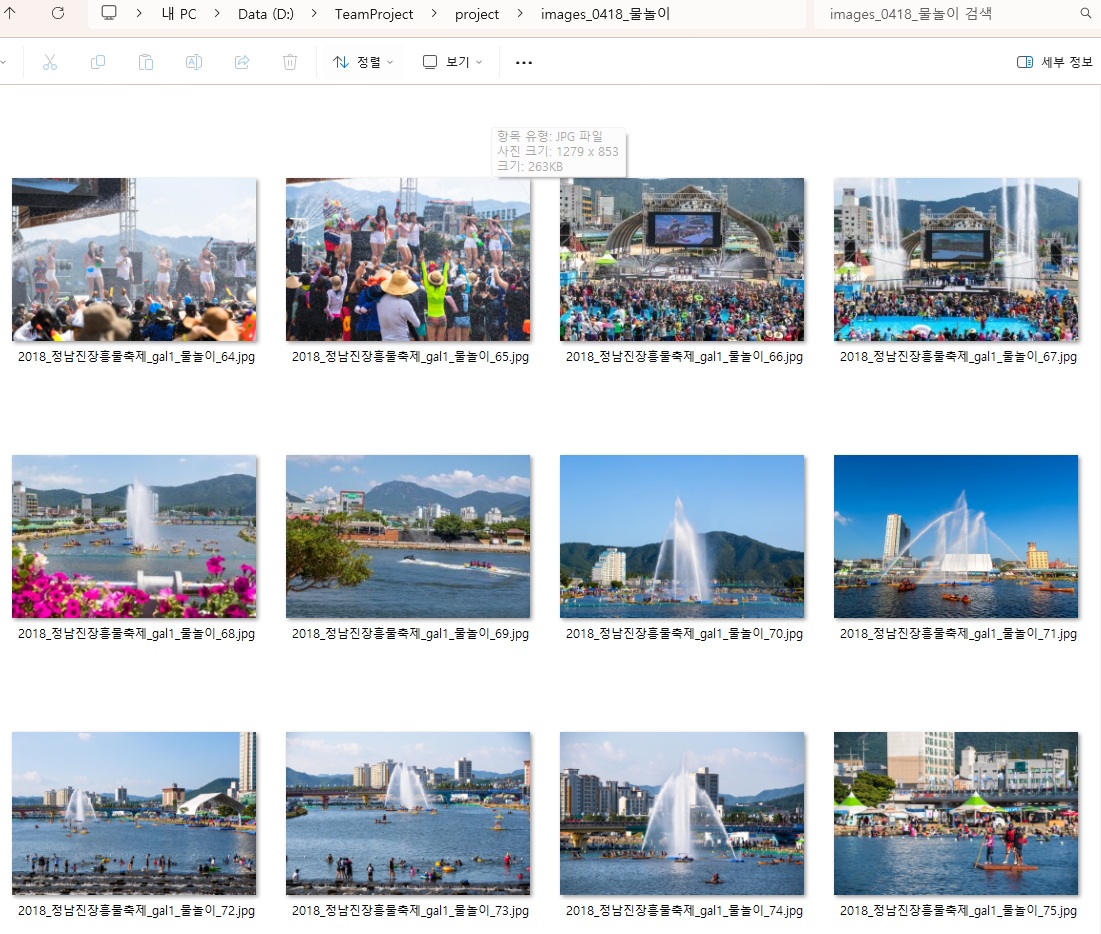 내 PC > Data (D:) > TeamProject > project > images_0418_물놀이
images_0418_물놀이 검색
정렬 보기 ... 세부 정보
항목 유형: JPG 파일
사진 크기: 1279 x 853
크기: 263KB
2018_정남진장흥물축제_gal1_물놀이_64.jpg
2018_정남진장흥물축제_gal1_물놀이_65.jpg
2018_정남진장흥물축제_gal1_물놀이_66.jpg
2018_정남진장흥물축제_gal1_물놀이_67.jpg
2018_정남진장흥물축제_gal1_물놀이_68.jpg
2018_정남진장흥물축제_gal1_물놀이_69.jpg
2018_정남진장흥물축제_gal1_물놀이_70.jpg
2018_정남진장흥물축제_gal1_물놀이_71.jpg
2018_정남진장흥물축제_gal1_물놀이_72.jpg
2018_정남진장흥물축제_gal1_물놀이_73.jpg
2018_정남진장흥물축제_gal1_물놀이_74.jpg
2018_정남진장흥물축제_gal1_물놀이_75.jpg